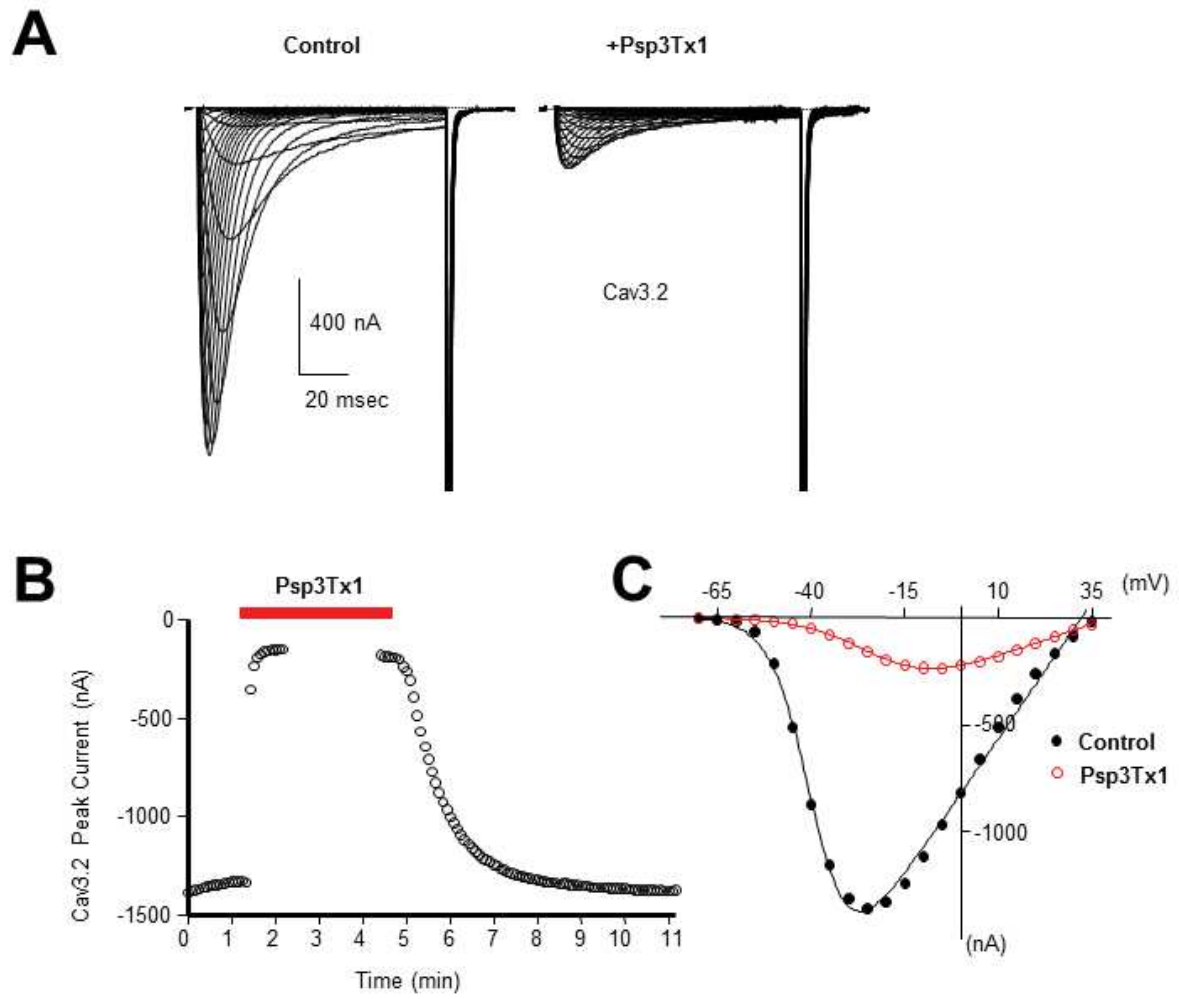 A
Control
+Psp3Tx1
400 nA
20 msec
Cav3.2
B
Psp3Tx1
Cav3.2 Peak Current (nA)
0
-500
-1000
-1500
0 1 2 3 4 5 6 7 8 9 10 11
Time (min)
C
-65 -40 -15 10 35 (mV)
-500
-1000
(nA)
Control
Psp3Tx1